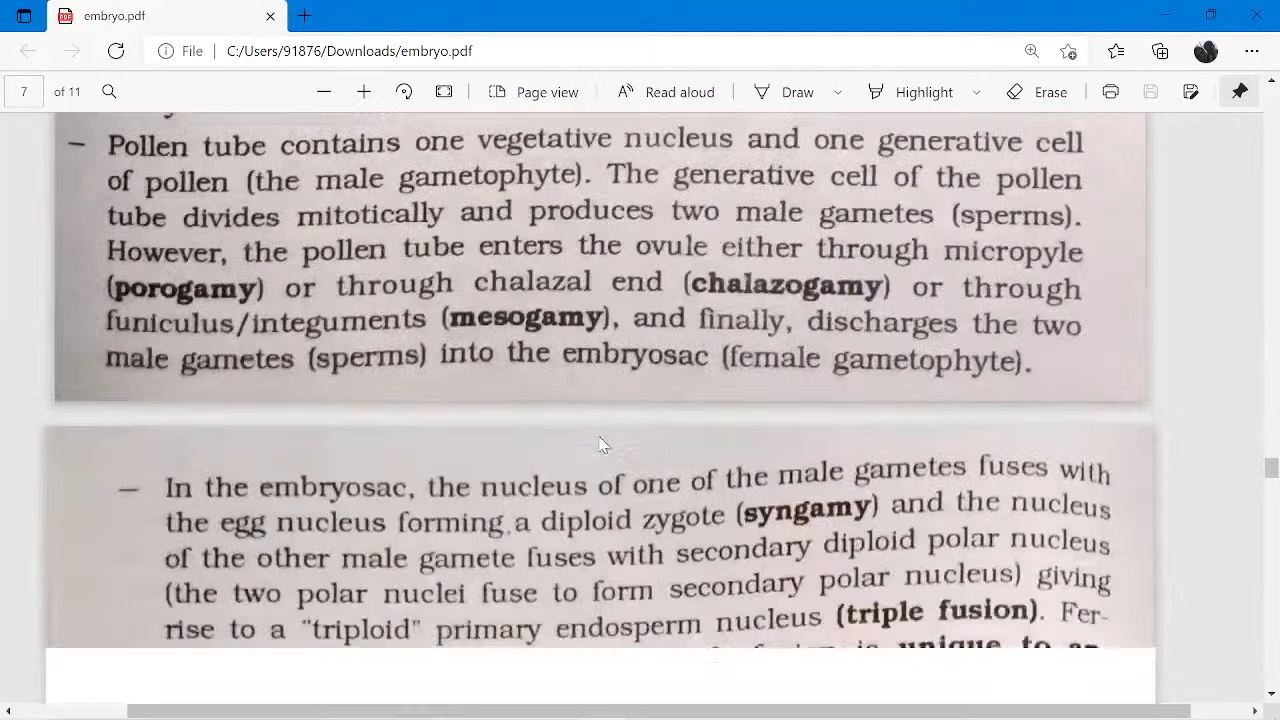 embryo.pdf
File C:/Users/91876/Downloads/embryo.pdf
7 of 11 Page view Read aloud Draw Highlight Erase
– Pollen tube contains one vegetative nucleus and one generative cell
of pollen (the male gametophyte). The generative cell of the pollen
tube divides mitotically and produces two male gametes (sperms).
However, the pollen tube enters the ovule either through micropyle
(porogamy) or through chalazal end (chalazogamy) or through
funiculus/integuments (mesogamy), and finally, discharges the two
male gametes (sperms) into the embryosac (female gametophyte).
– In the embryosac, the nucleus of one of the male gametes fuses with
the egg nucleus forming a diploid zygote (syngamy) and the nucleus
of the other male gamete fuses with secondary diploid polar nucleus
(the two polar nuclei fuse to form secondary polar nucleus) giving
rise to a "triploid" primary endosperm nucleus (triple fusion). Fer-
is unique to an-